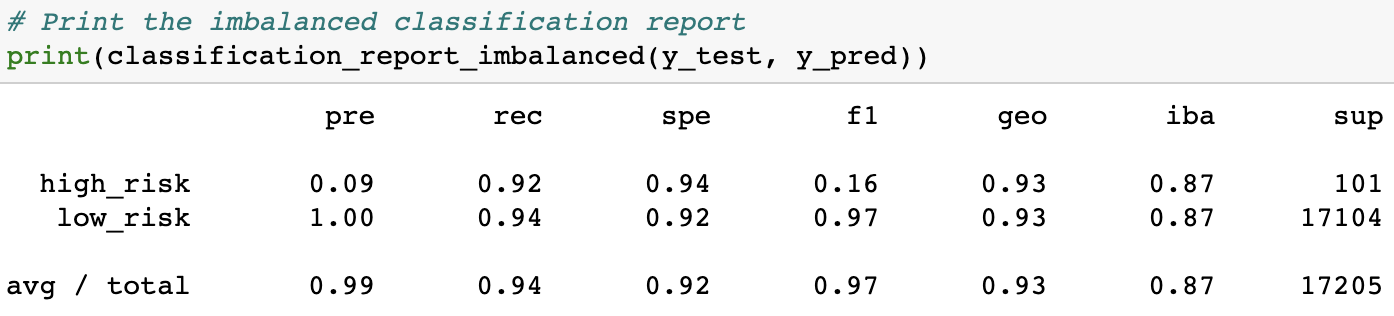 # Print the imbalanced classification report
print(classification_report_imbalanced(y_test, y_pred))
pre rec spe f1 geo iba sup
high_risk 0.09 0.92 0.94 0.16 0.93 0.87 101
low_risk 1.00 0.94 0.92 0.97 0.93 0.87 17104
avg / total 0.99 0.94 0.92 0.97 0.93 0.87 17205